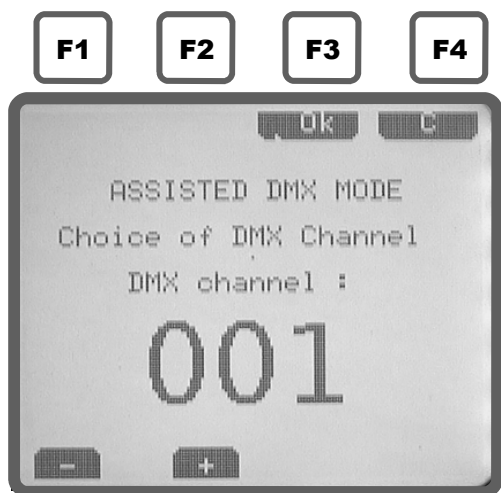 F1 F2 F3 F4
Ok C
ASSISTED DMX MODE
Choice of DMX Channel
DMX channel :
001
- +